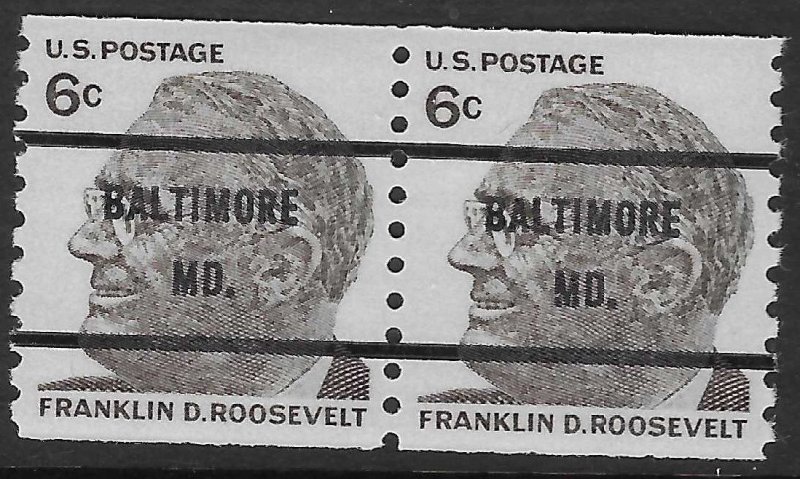 U.S. POSTAGE
6c
BALTIMORE
MD.
FRANKLIN D. ROOSEVELT
U.S. POSTAGE
6c
BALTIMORE
MD.
FRANKLIN D. ROOSEVELT